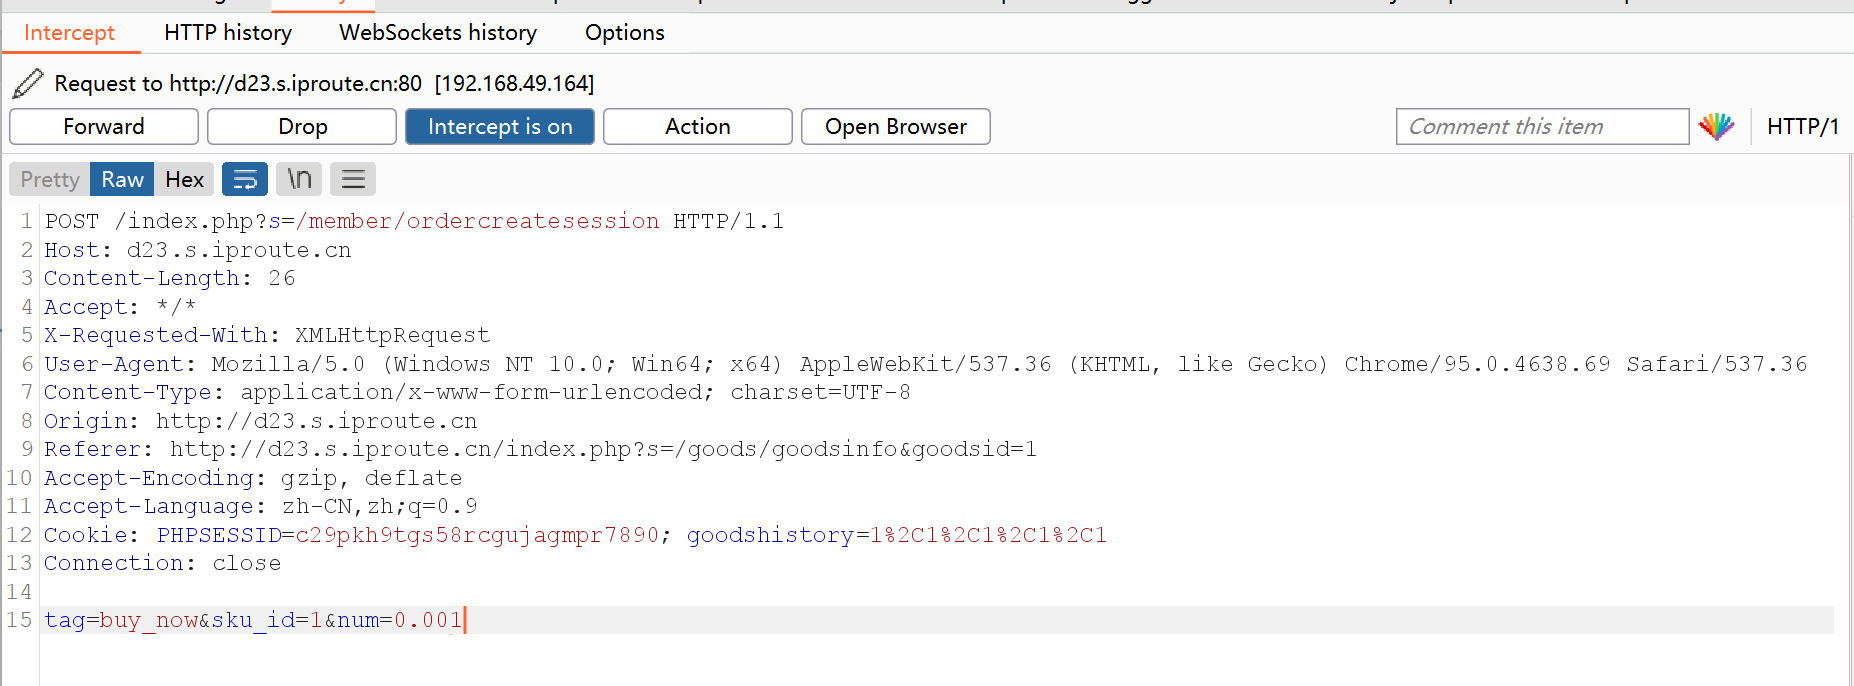 Intercept HTTP history WebSockets history Options
Request to http://d23.s.iproute.cn:80 [192.168.49.164]
Forward Drop Intercept is on Action Open Browser Comment this item HTTP/1
Pretty Raw Hex \n
1 POST /index.php?s=/member/ordercreatesession HTTP/1.1
2 Host: d23.s.iproute.cn
3 Content-Length: 26
4 Accept: */*
5 X-Requested-With: XMLHttpRequest
6 User-Agent: Mozilla/5.0 (Windows NT 10.0; Win64; x64) AppleWebKit/537.36 (KHTML, like Gecko) Chrome/95.0.4638.69 Safari/537.36
7 Content-Type: application/x-www-form-urlencoded; charset=UTF-8
8 Origin: http://d23.s.iproute.cn
9 Referer: http://d23.s.iproute.cn/index.php?s=/goods/goodsinfo&goodsid=1
10 Accept-Encoding: gzip, deflate
11 Accept-Language: zh-CN,zh;q=0.9
12 Cookie: PHPSESSID=c29pkh9tgs58rcgujagmpr7890; goodshistory=1%2C1%2C1%2C1%2C1
13 Connection: close
14
15 tag=buy_now&sku_id=1&num=0.001